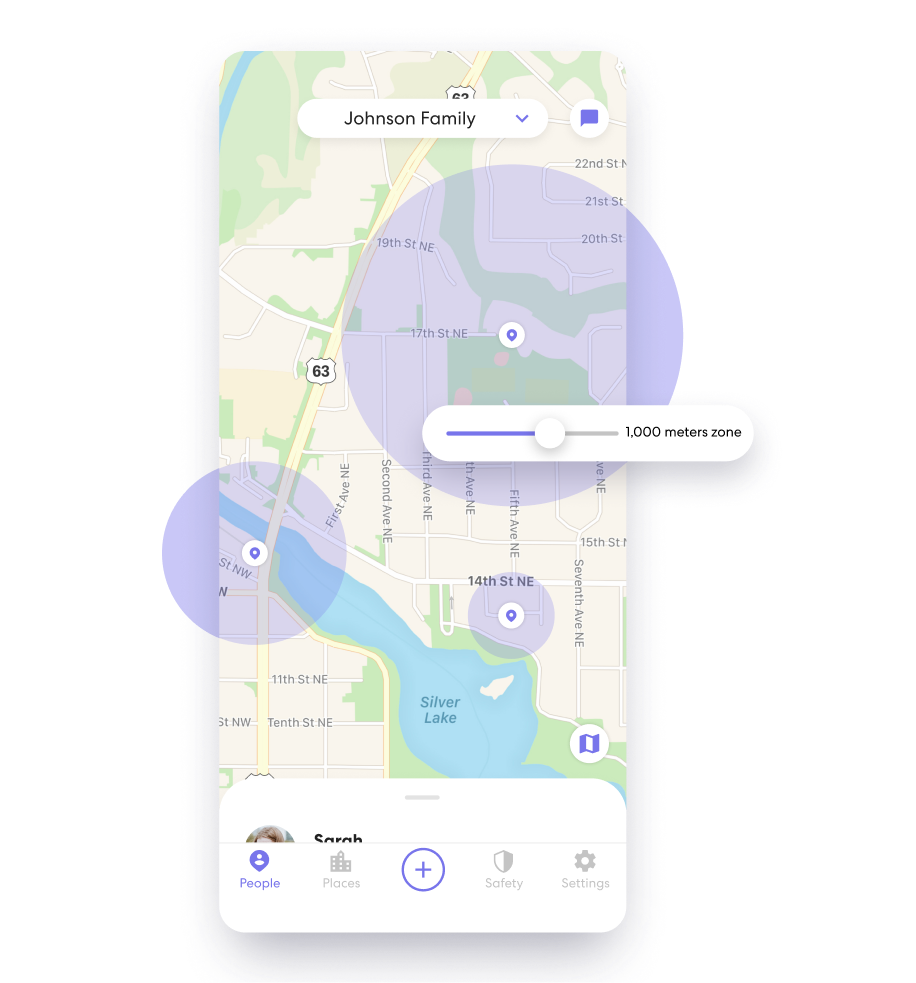 63
Johnson Family
22nd St N
21st St
20th St
19th St NE
17th St NE
63
1,000 meters zone
First Ave NE
Second Ave NE
Third Ave NE
th Ave NE
Fifth Ave NE
Ave NE
15th St N
St NW
14th St NE
Seventh Ave NE
W
11th St NE
Silver
Lake
St NW
Tenth St NE
Sarah
People
Places
Safety
Settings